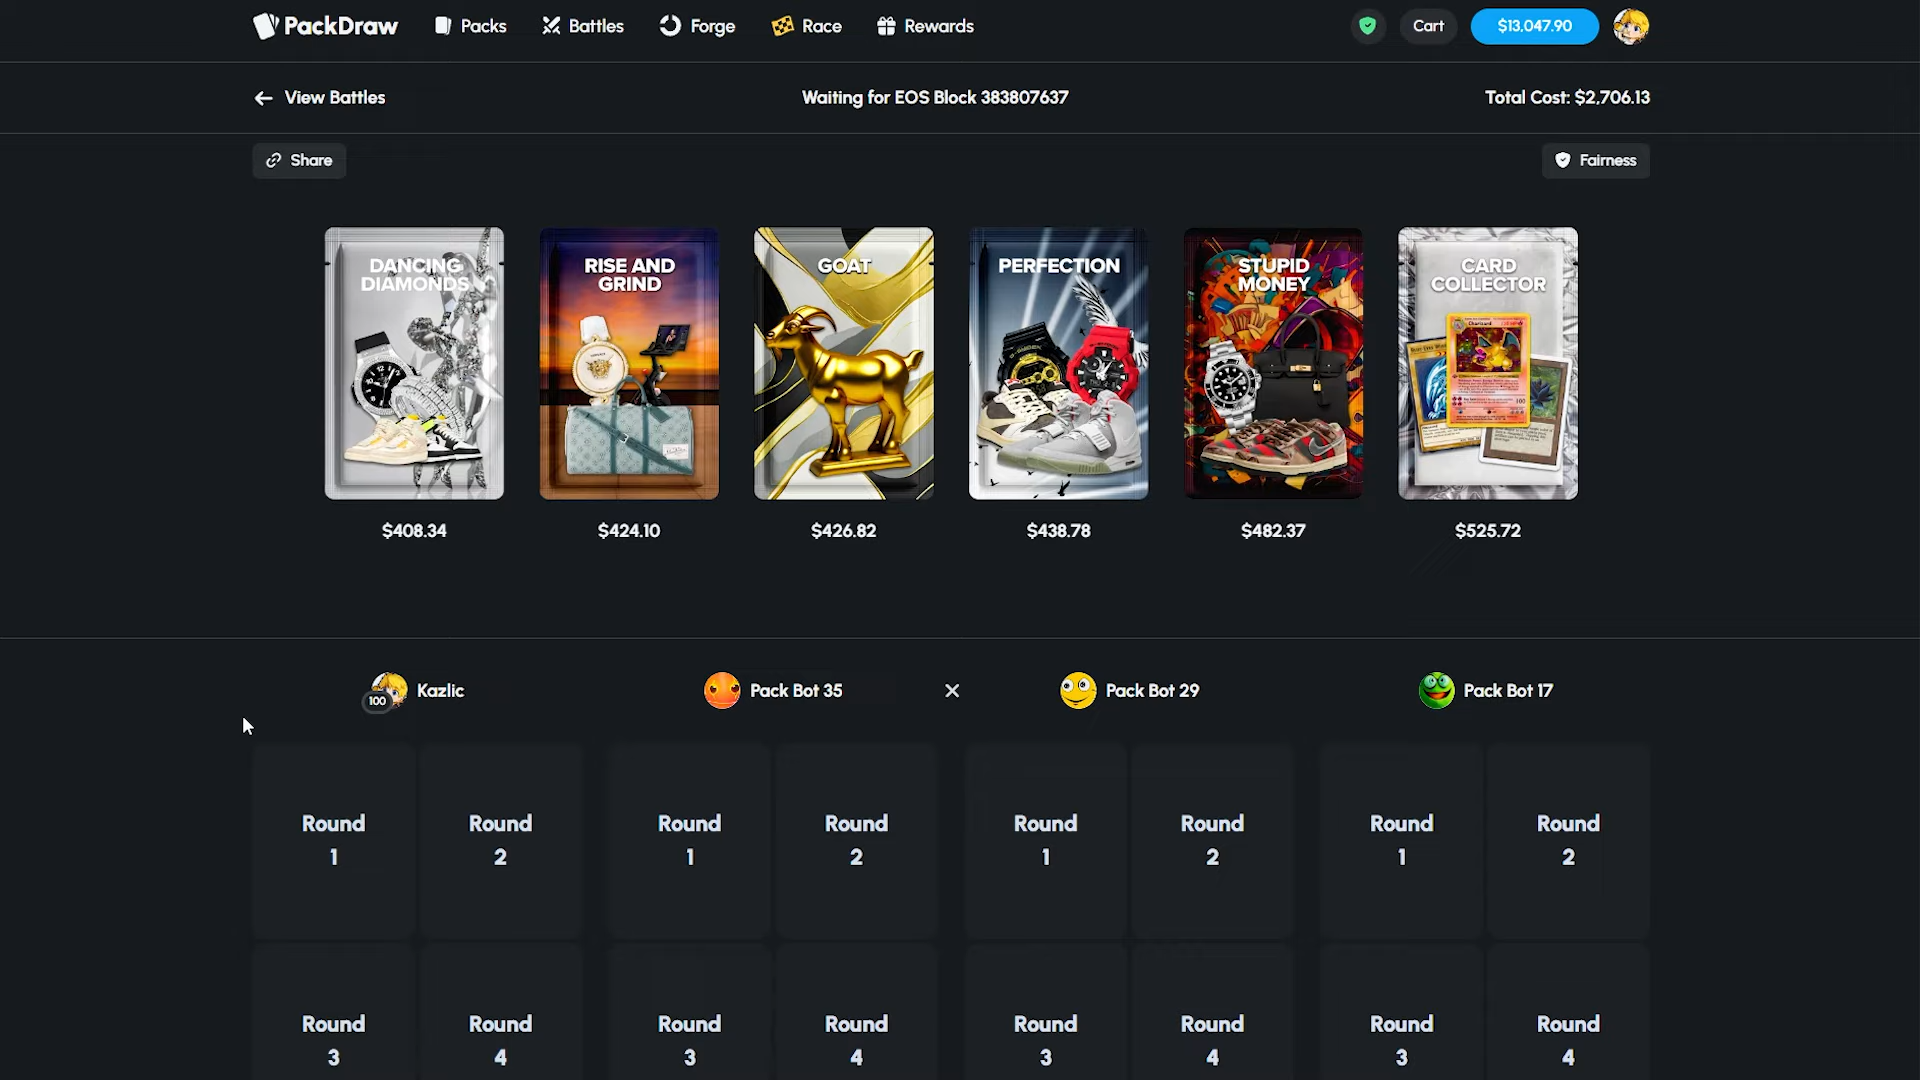 PackDraw
Packs
Battles
Forge
Race
Rewards
Cart
$13,047.90
View Battles
Waiting for EOS Block 383807637
Total Cost: $2,706.13
Share
Fairness
DANCING
DIAMONDS
RISE AND
GRIND
GOAT
PERFECTION
STUPID
MONEY
CARD
COLLECTOR
Charizard
$408.34
$424.10
$426.82
$438.78
$482.37
$525.72
100
Kazlic
Pack Bot 35
Pack Bot 29
Pack Bot 17
Round
1
Round
2
Round
1
Round
2
Round
1
Round
2
Round
1
Round
2
Round
3
Round
4
Round
3
Round
4
Round
3
Round
4
Round
3
Round
4